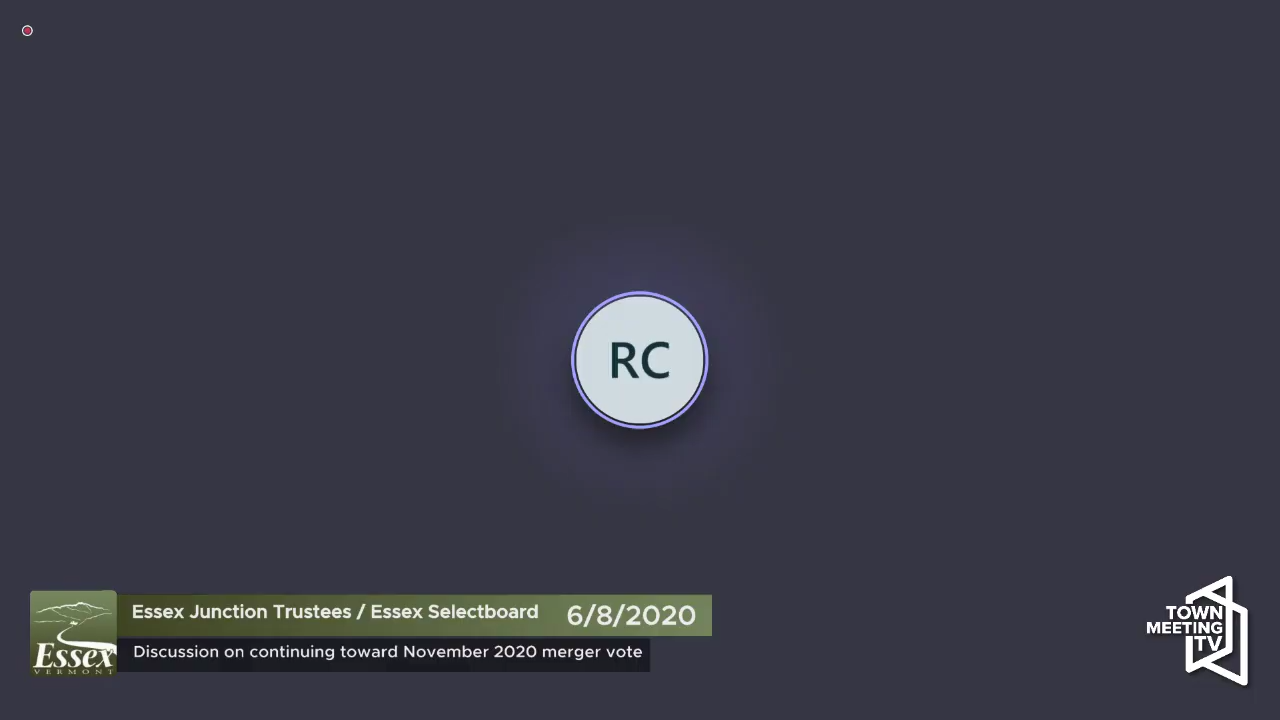 RC
Essex Junction Trustees / Essex Selectboard
6/8/2020
Discussion on continuing toward November 2020 merger vote
Essex
VERMONT
TOWN
MEETING
TV